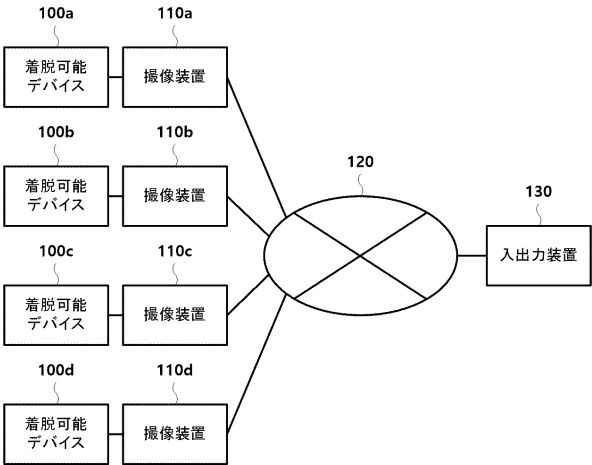 100a
110a
着脱可能
デバイス
撮像装置
100b
110b
着脱可能
デバイス
撮像装置
120
130
入出力装置
100c
110c
着脱可能
デバイス
撮像装置
100d
110d
着脱可能
デバイス
撮像装置